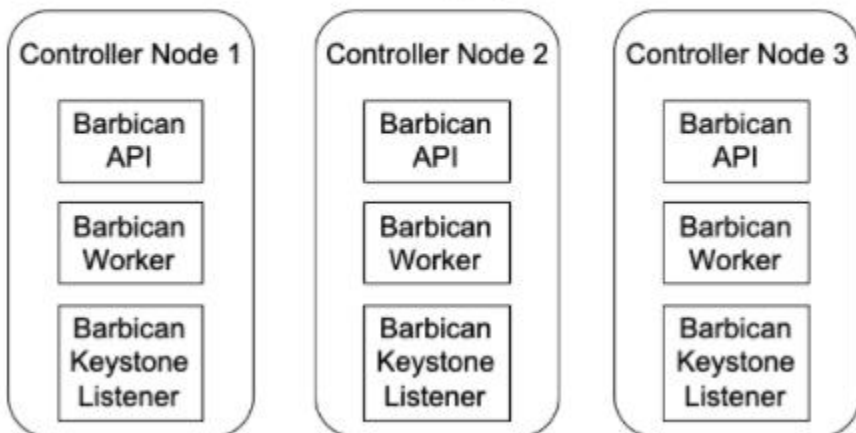 Controller Node 1
Barbican
API
Barbican
Worker
Barbican
Keystone
Listener
Controller Node 2
Barbican
API
Barbican
Worker
Barbican
Keystone
Listener
Controller Node 3
Barbican
API
Barbican
Worker
Barbican
Keystone
Listener